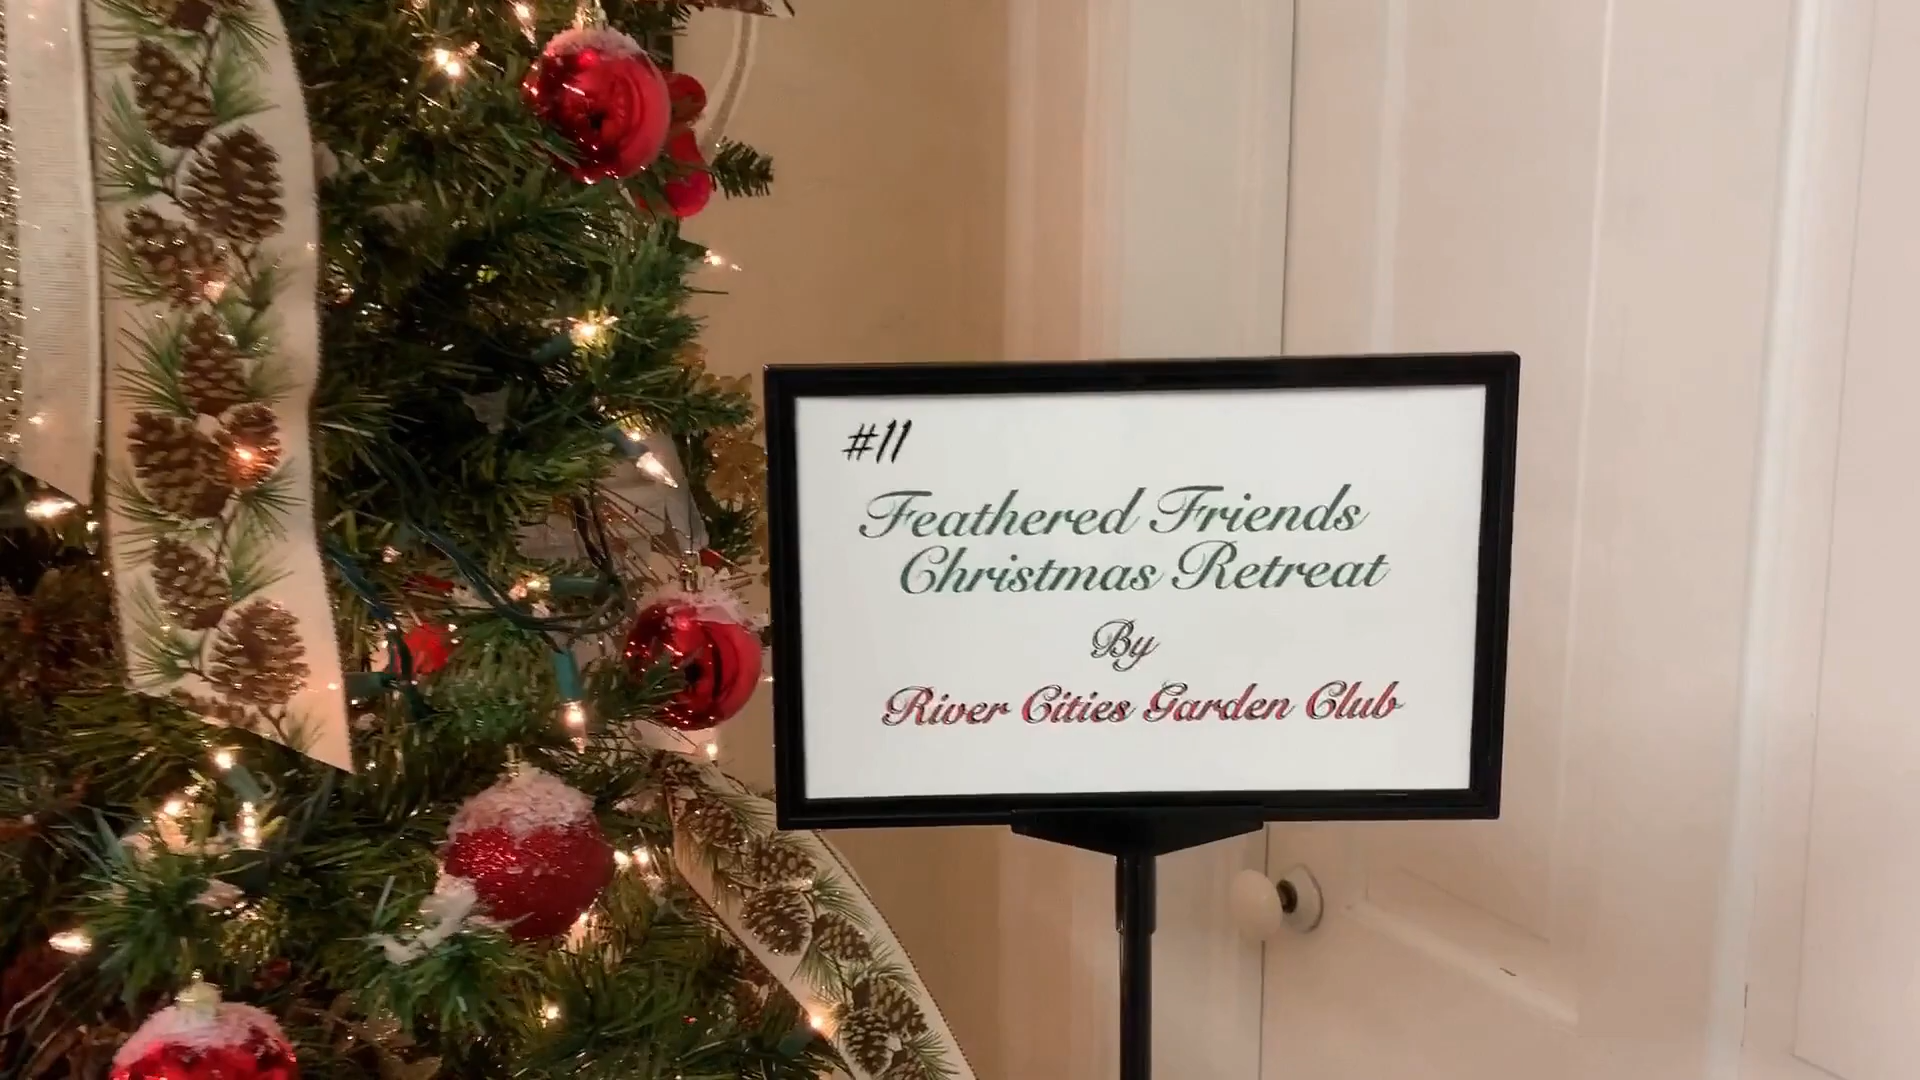 #11
Feathered Friends
Christmas Retreat
By
River Cities Garden Club